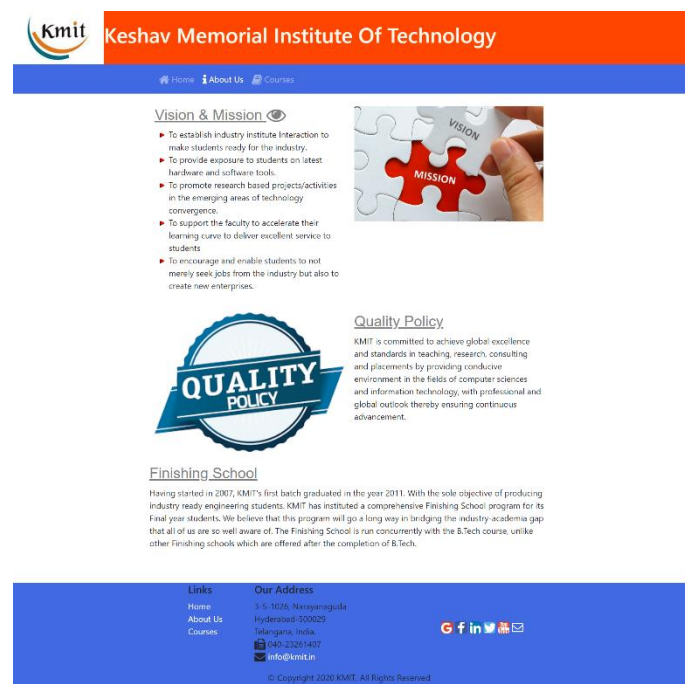 Kmit
Keshav Memorial Institute Of Technology
Home About Us Courses
Vision & Mission
To establish industry institute Interaction to
make students ready for the industry.
To provide exposure to students on latest
hardware and software tools.
To promote research based projects/activities
in the emerging areas of technology
convergence.
To support the faculty to accelerate their
learning curve to deliver excellent service to
students
To encourage and enable students to not
merely seek jobs from the industry but also to
create new enterprises.
VISION
MISSION
QUALITY
POLICY
Quality Policy
KMIT is committed to achieve global excellence
and standards in teaching, research, consulting
and placements by providing conducive
environment in the fields of computer sciences
and information technology, with professional and
global outlook thereby ensuring continuous
advancement.
Finishing School
Having started in 2007, KMIT's first batch graduated in the year 2011. With the sole objective of producing
industry ready engineering students. KMIT has instituted a comprehensive Finishing School program for its
Final year students. We believe that this program will go a long way in bridging the industry-academia gap
that all of us are so well aware of. The Finishing School is run concurrently with the B.Tech course, unlike
other Finishing schools which are offered after the completion of B.Tech.
Links
Home
About Us
Courses
Our Address
3-5-1026, Narayanaguda
Hyderabad-500029
Telangana, India.
040-23261407
info@kmit.in
© Copyright 2020 KMIT. All Rights Reserved